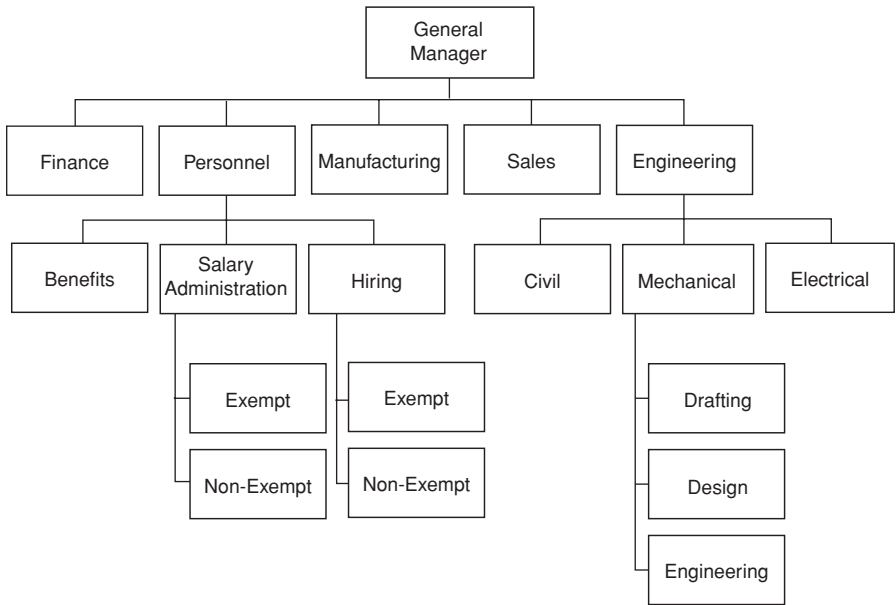 General
Manager
Finance
Personnel
Manufacturing
Sales
Engineering
Benefits
Salary
Administration
Hiring
Civil
Mechanical
Electrical
Exempt
Exempt
Drafting
Non-Exempt
Non-Exempt
Design
Engineering